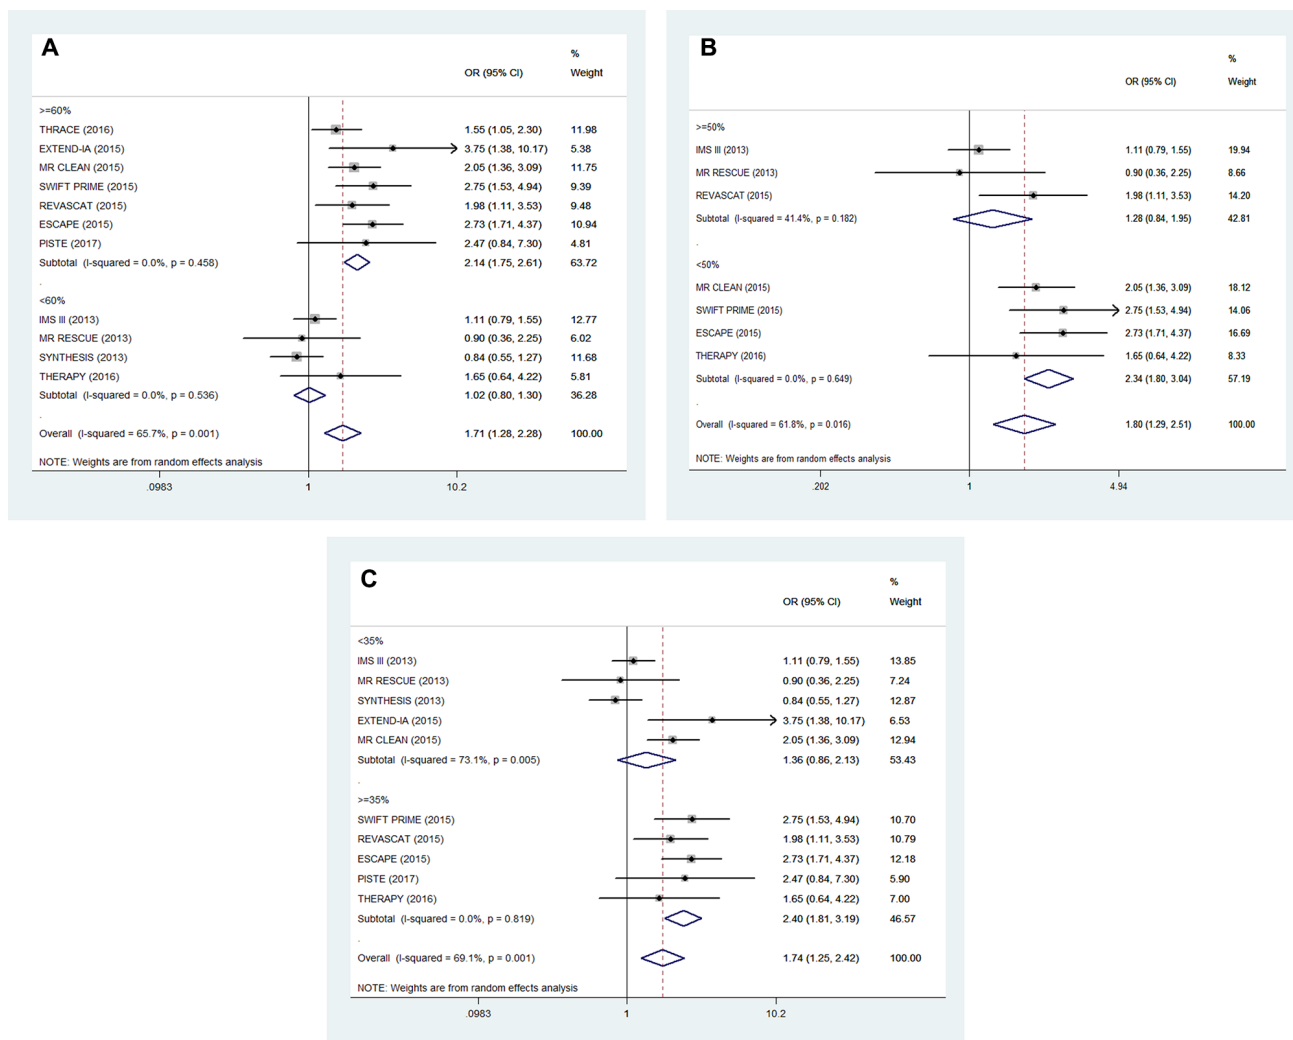 A
%
OR (95% CI) Weight
>=60%
THRACE (2016) 1.55 (1.05, 2.30) 11.98
EXTEND-IA (2015) 3.75 (1.38, 10.17) 5.38
MR CLEAN (2015) 2.05 (1.36, 3.09) 11.75
SWIFT PRIME (2015) 2.75 (1.53, 4.94) 9.39
REVASCAT (2015) 1.98 (1.11, 3.53) 9.48
ESCAPE (2015) 2.73 (1.71, 4.37) 10.94
PISTE (2017) 2.47 (0.84, 7.30) 4.81
Subtotal (I-squared = 0.0%, p = 0.458) 2.14 (1.75, 2.61) 63.72
.
<60%
IMS III (2013) 1.11 (0.79, 1.55) 12.77
MR RESCUE (2013) 0.90 (0.36, 2.25) 6.02
SYNTHESIS (2013) 0.84 (0.55, 1.27) 11.68
THERAPY (2016) 1.65 (0.64, 4.22) 5.81
Subtotal (I-squared = 0.0%, p = 0.536) 1.02 (0.80, 1.30) 36.28
.
Overall (I-squared = 65.7%, p = 0.001) 1.71 (1.28, 2.28) 100.00
NOTE: Weights are from random effects analysis
.0983 1 10.2
B
%
OR (95% CI) Weight
>=50%
IMS III (2013) 1.11 (0.79, 1.55) 19.94
MR RESCUE (2013) 0.90 (0.36, 2.25) 8.66
REVASCAT (2015) 1.98 (1.11, 3.53) 14.20
Subtotal (I-squared = 41.4%, p = 0.182) 1.28 (0.84, 1.95) 42.81
.
<50%
MR CLEAN (2015) 2.05 (1.36, 3.09) 18.12
SWIFT PRIME (2015) 2.75 (1.53, 4.94) 14.06
ESCAPE (2015) 2.73 (1.71, 4.37) 16.69
THERAPY (2016) 1.65 (0.64, 4.22) 8.33
Subtotal (I-squared = 0.0%, p = 0.649) 2.34 (1.80, 3.04) 57.19
.
Overall (I-squared = 61.8%, p = 0.016) 1.80 (1.29, 2.51) 100.00
NOTE: Weights are from random effects analysis
.202 1 4.94
C
%
OR (95% CI) Weight
<35%
IMS III (2013) 1.11 (0.79, 1.55) 13.85
MR RESCUE (2013) 0.90 (0.36, 2.25) 7.24
SYNTHESIS (2013) 0.84 (0.55, 1.27) 12.87
EXTEND-IA (2015) 3.75 (1.38, 10.17) 6.53
MR CLEAN (2015) 2.05 (1.36, 3.09) 12.94
Subtotal (I-squared = 73.1%, p = 0.005) 1.36 (0.86, 2.13) 53.43
.
>=35%
SWIFT PRIME (2015) 2.75 (1.53, 4.94) 10.70
REVASCAT (2015) 1.98 (1.11, 3.53) 10.79
ESCAPE (2015) 2.73 (1.71, 4.37) 12.18
PISTE (2017) 2.47 (0.84, 7.30) 5.90
THERAPY (2016) 1.65 (0.64, 4.22) 7.00
Subtotal (I-squared = 0.0%, p = 0.819) 2.40 (1.81, 3.19) 46.57
.
Overall (I-squared = 69.1%, p = 0.001) 1.74 (1.25, 2.42) 100.00
NOTE: Weights are from random effects analysis
.0983 1 10.2